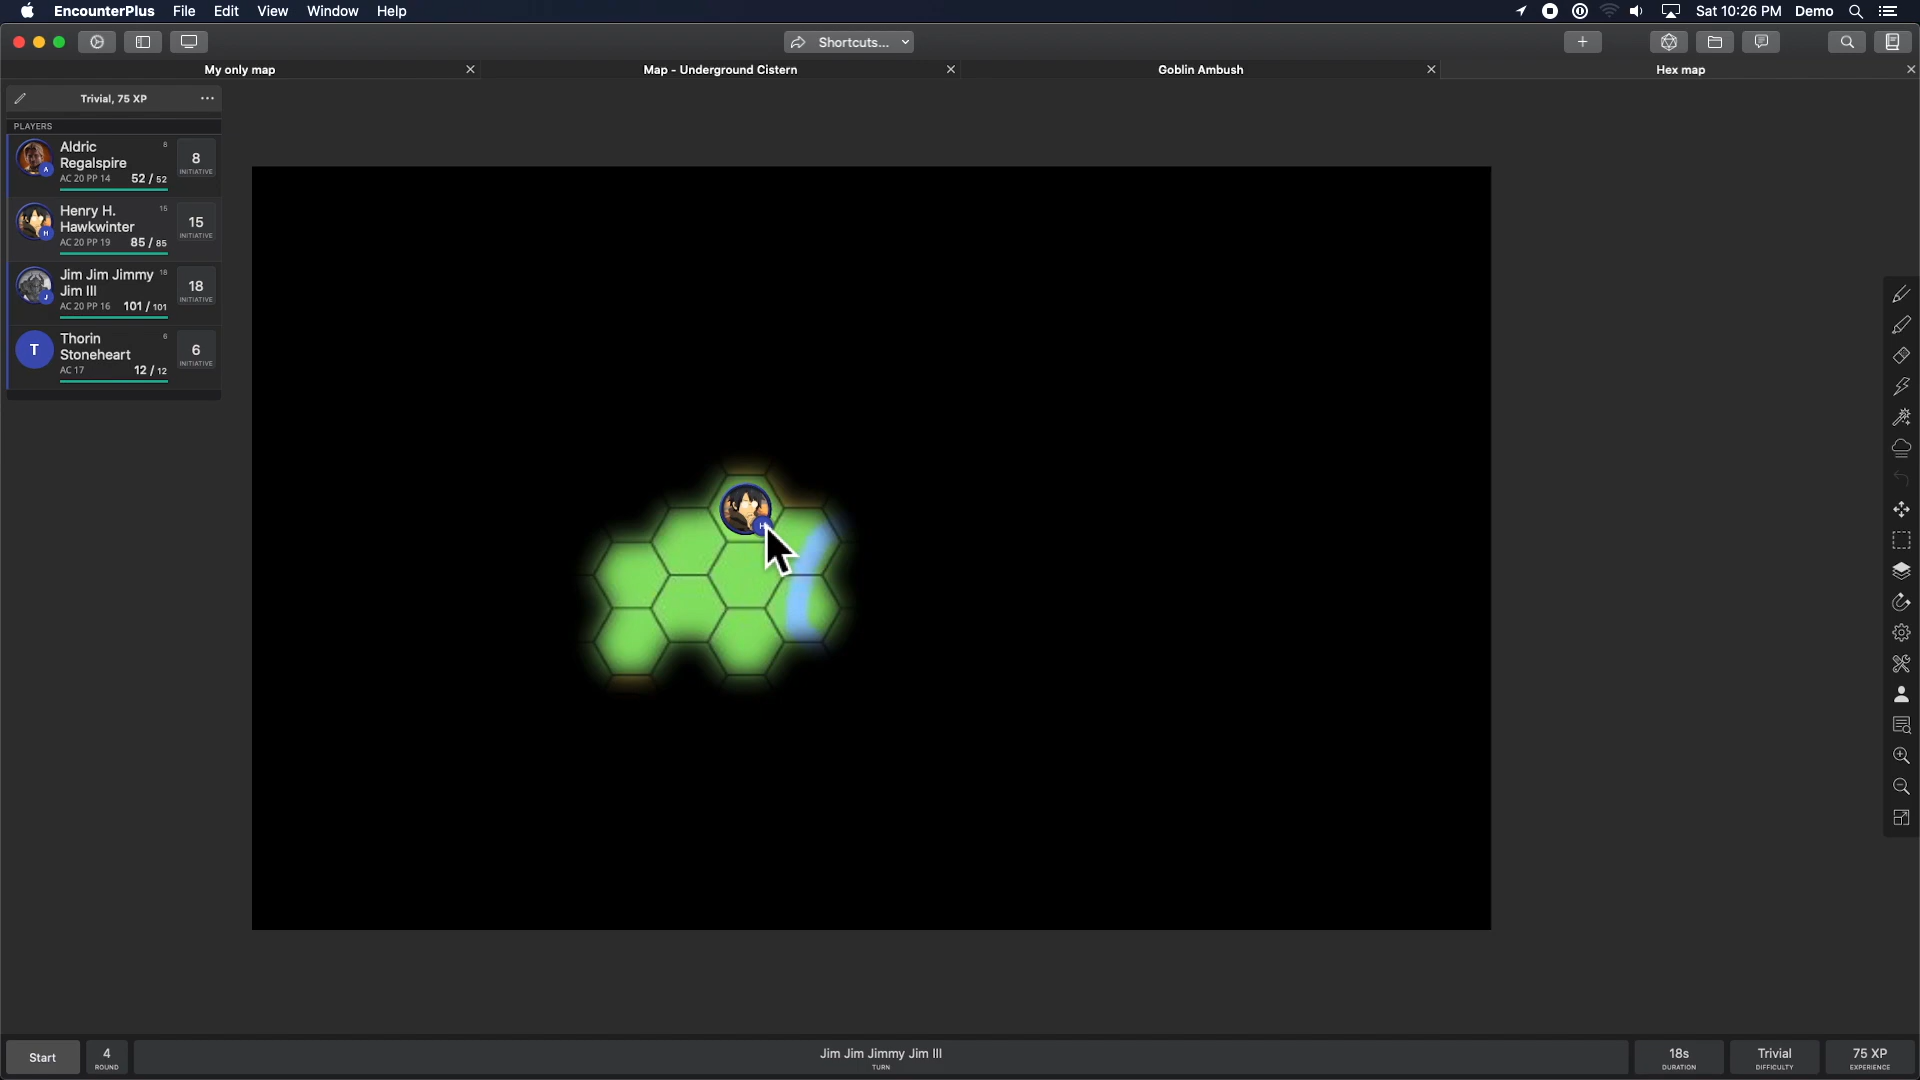 EncounterPlus File Edit View Window Help
Sat 10:26 PM Demo
Shortcuts...
My only map
Map - Underground Cistern
Goblin Ambush
Hex map
Trivial, 75 XP
PLAYERS
Aldric
Regalspire
8
AC 20 PP 14 52 / 52
8
INITIATIVE
A
Henry H.
Hawkwinter
15
AC 20 PP 19 85 / 85
15
INITIATIVE
H
Jim Jim Jimmy
Jim III
18
AC 20 PP 16 101 / 101
18
INITIATIVE
J
T
Thorin
Stoneheart
6
AC 17 12 / 12
6
INITIATIVE
H
Start
4
ROUND
Jim Jim Jimmy Jim III
TURN
18s
DURATION
Trivial
DIFFICULTY
75 XP
EXPERIENCE